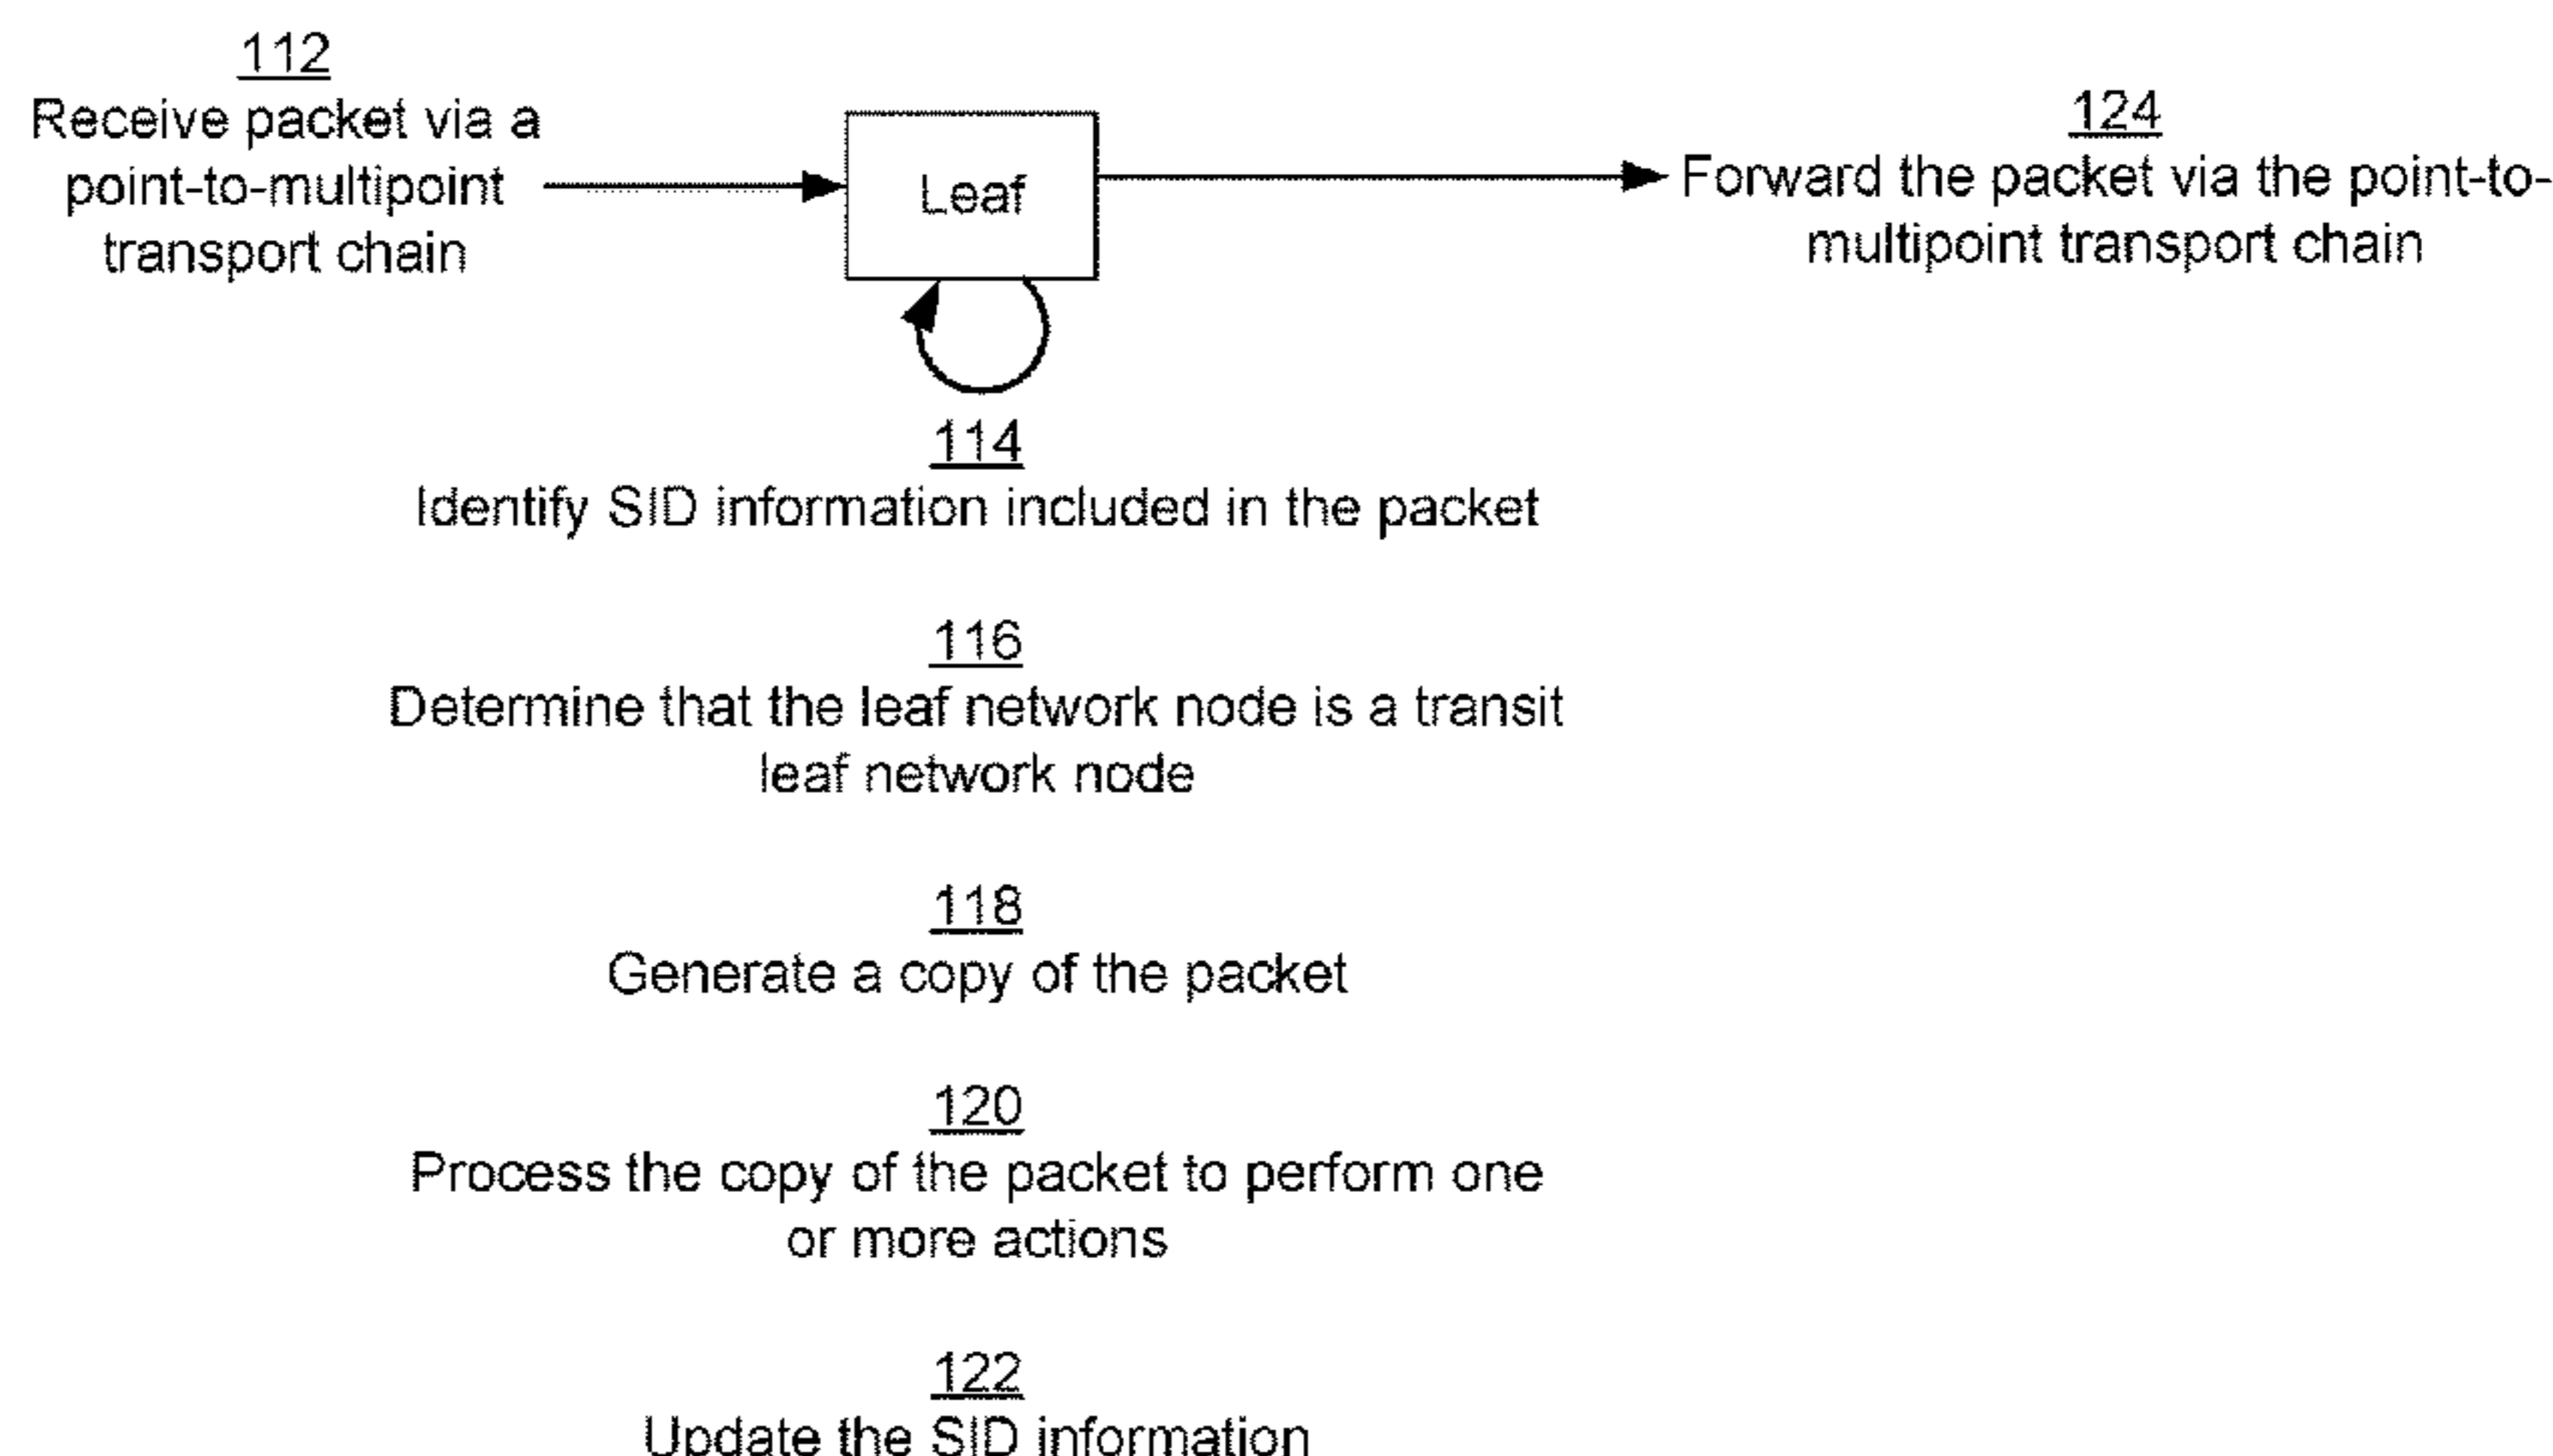 112
Receive packet via a
point-to-multipoint
transport chain
Leaf
124
Forward the packet via the point-to-
multipoint transport chain
114
Identify SID information included in the packet
116
Determine that the leaf network node is a transit
leaf network node
118
Generate a copy of the packet
120
Process the copy of the packet to perform one
or more actions
122
Update the SID information